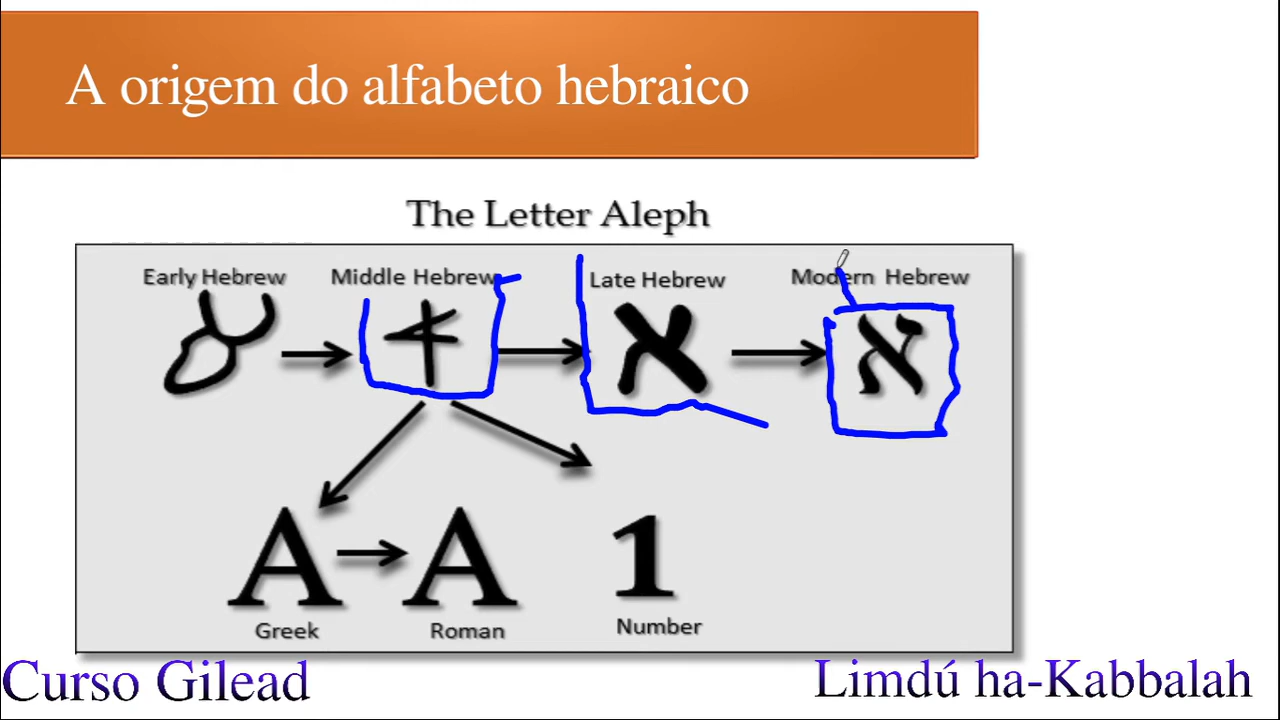 A origem do alfabeto hebraico
The Letter Aleph
Early Hebrew Middle Hebrew Late Hebrew Modern Hebrew
א א
A A 1
Greek Roman Number
Curso Gilead Limdú ha-Kabbalah